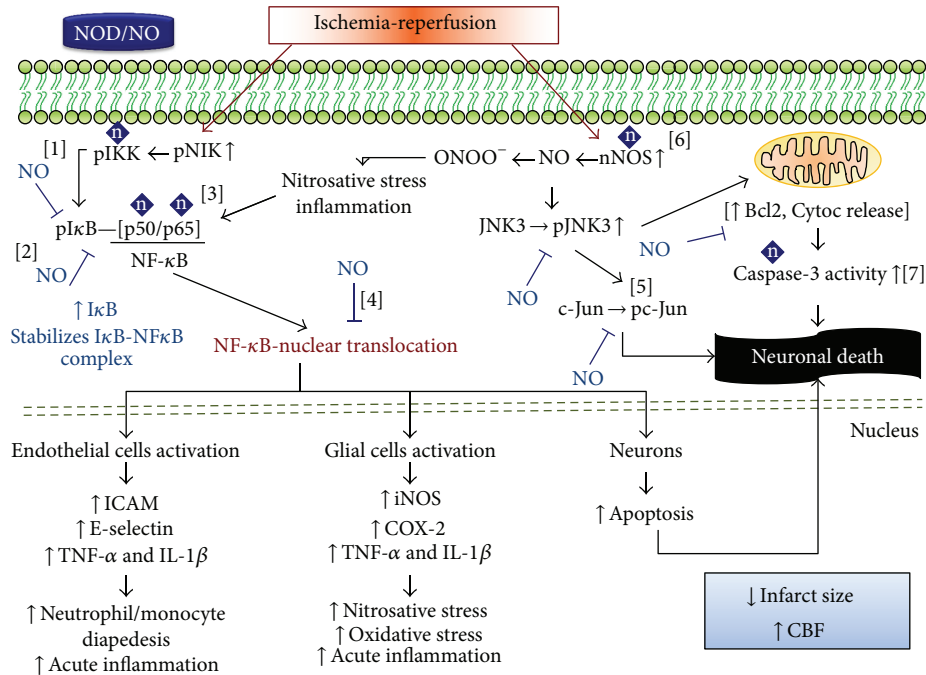 NOD/NO
Ischemia-reperfusion
n
n
[1]
pIKK ← pNIK ↑
ONOO⁻ ← NO ← nNOS ↑
[6]
NO
Nitrosative stress
inflammation
n n
[3]
pIκB—[p50/p65]
NF-κB
[2]
NO
↑ IκB
Stabilizes IκB-NFκB
complex
NO
[4]
NF-κB-nuclear translocation
JNK3 → pJNK3 ↑
NO
[5]
c-Jun → pc-Jun
NO
NO
[↑ Bcl2, Cytoc release]
n
Caspase-3 activity ↑ [7]
Neuronal death
Nucleus
Endothelial cells activation
↑ ICAM
↑ E-selectin
↑ TNF-α and IL-1β
↑ Neutrophil/monocyte
diapedesis
↑ Acute inflammation
Glial cells activation
↑ iNOS
↑ COX-2
↑ TNF-α and IL-1β
↑ Nitrosative stress
↑ Oxidative stress
↑ Acute inflammation
Neurons
↑ Apoptosis
↓ Infarct size
↑ CBF